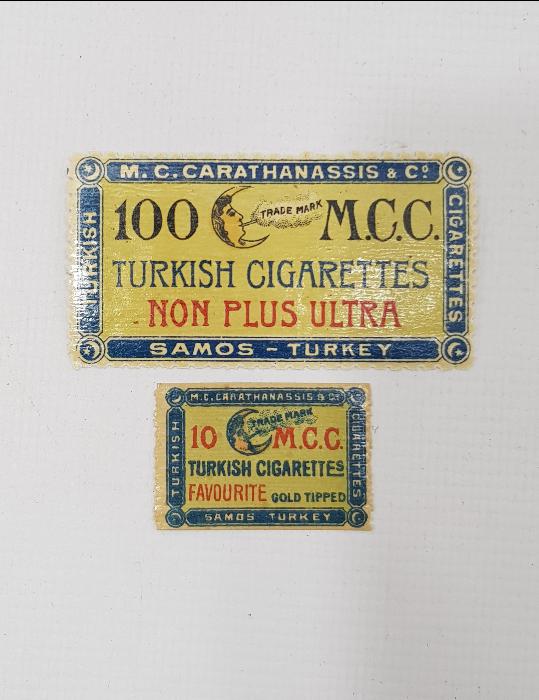 M. C. CARATHANASSIS & Cº
TURKISH
100 TRADE MARK M.C.C.
TURKISH CIGARETTES
NON PLUS ULTRA
CIGARETTES
SAMOS – TURKEY
M. C. CARATHANASSIS & Cº
TURKISH
10 TRADE MARK M.C.C.
TURKISH CIGARETTES
FAVOURITE GOLD TIPPED
CIGARETTES
SAMOS TURKEY